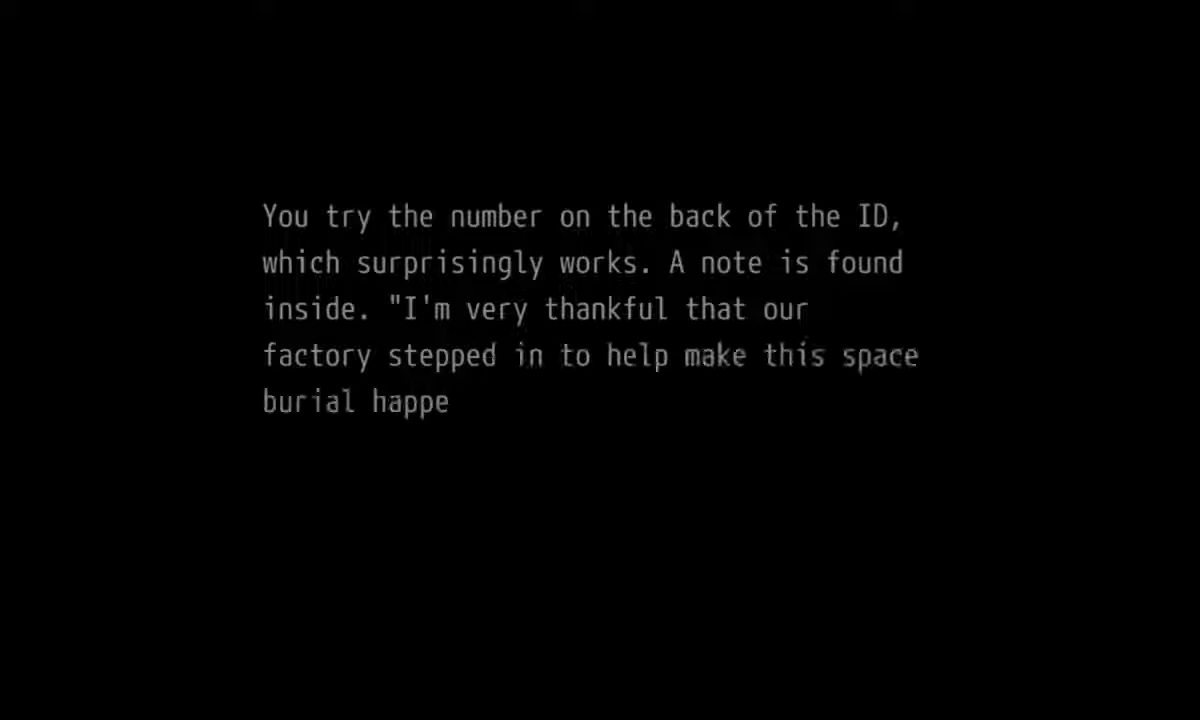 You try the number on the back of the ID,
which surprisingly works. A note is found
inside. "I'm very thankful that our
factory stepped in to help make this space
burial happe